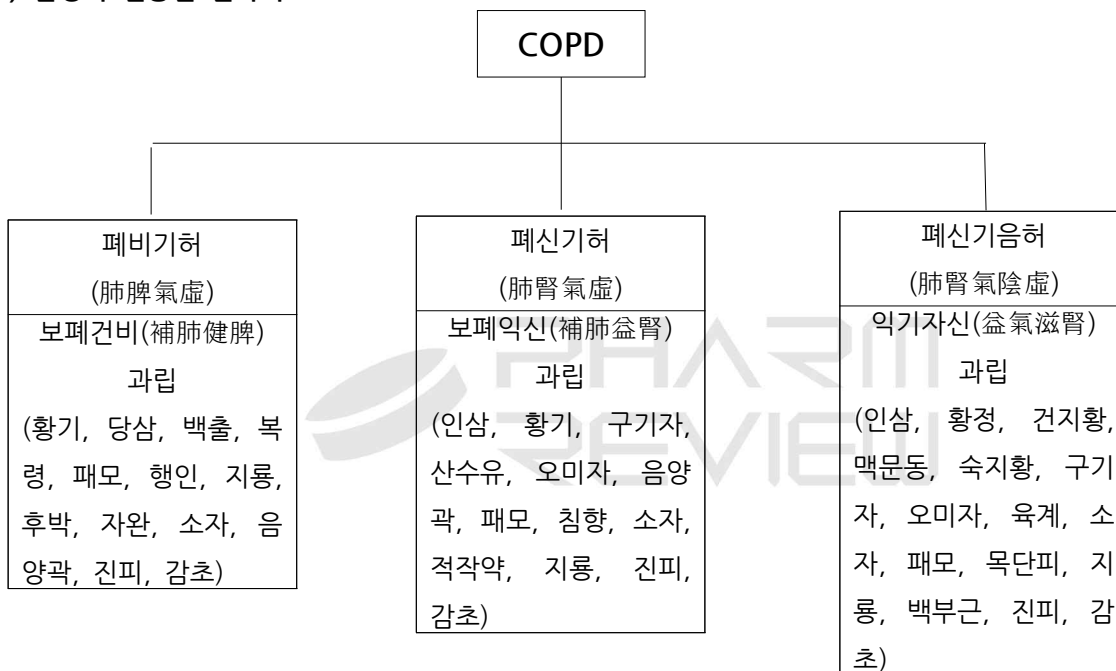 COPD
폐비기허
(肺脾氣虛)
보폐건비(補肺健脾)
과립
(황기, 당삼, 백출, 복
령, 패모, 행인, 지룡,
후박, 자완, 소자, 음
양곽, 진피, 감초)
폐신기허
(肺腎氣虛)
보폐익신(補肺益腎)
과립
(인삼, 황기, 구기자,
산수유, 오미자, 음양
곽, 패모, 침향, 소자,
적작약, 지룡, 진피,
감초)
폐신기음허
(肺腎氣陰虛)
익기자신(益氣滋腎)
과립
(인삼, 황정, 건지황,
맥문동, 숙지황, 구기
자, 오미자, 육계, 소
자, 패모, 목단피, 지
룡, 백부근, 진피, 감
초)
PHARM
REVIEW